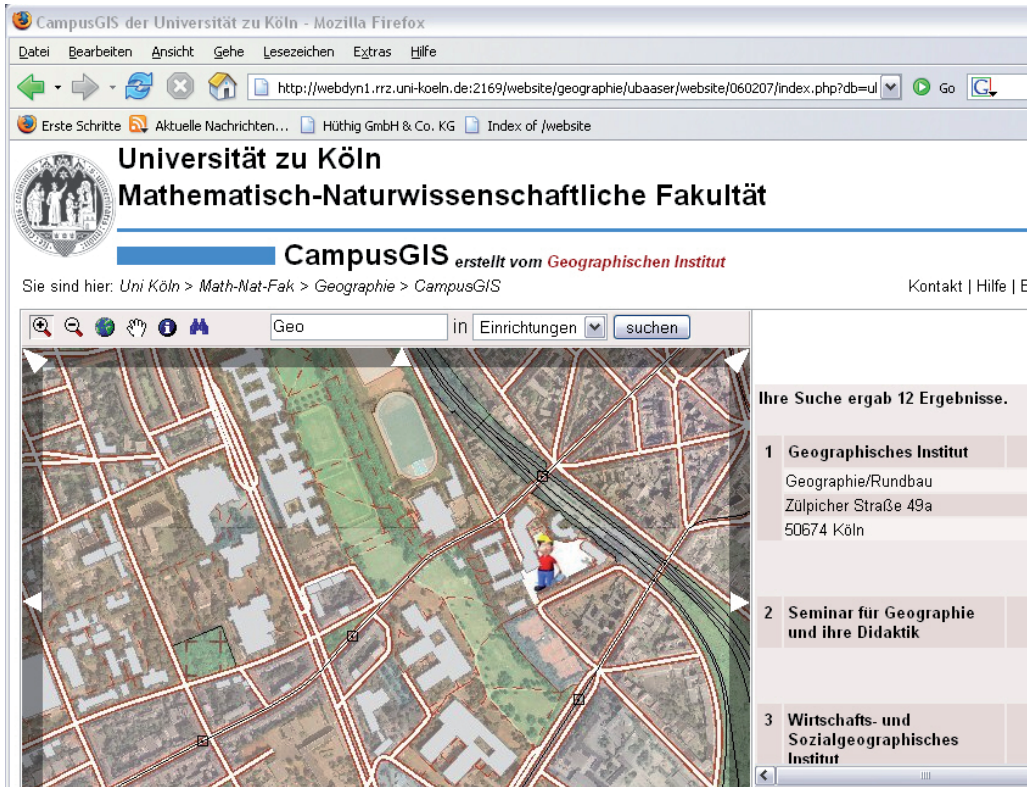 CampusGIS der Universität zu Köln - Mozilla Firefox
Datei Bearbeiten Ansicht Gehe Lesezeichen Extras Hilfe
http://webdyn1.rrz.uni-koeln.de:2169/website/geographie/ubaaser/website/060207/index.php?db=ul Go G
Erste Schritte Aktuelle Nachrichten... Hüthig GmbH & Co. KG Index of /website
Universität zu Köln
Mathematisch-Naturwissenschaftliche Fakultät
CampusGIS erstellt vom Geographischen Institut
Sie sind hier: Uni Köln > Math-Nat-Fak > Geographie > CampusGIS Kontakt | Hilfe | E
Geo in Einrichtungen suchen
Ihre Suche ergab 12 Ergebnisse.
1 Geographisches Institut
Geographie/Rundbau
Zülpicher Straße 49a
50674 Köln
2 Seminar für Geographie
und ihre Didaktik
3 Wirtschafts- und
Sozialgeographisches
Institut